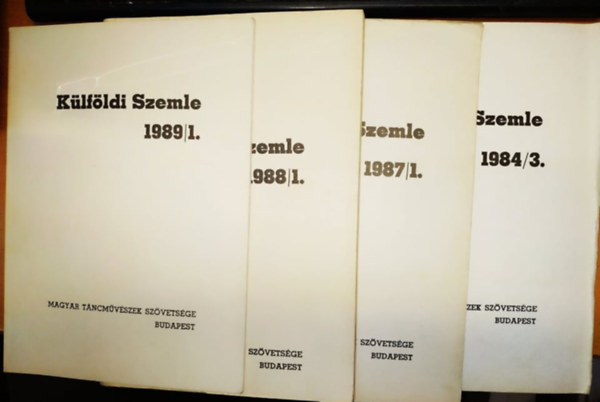 Külföldi Szemle
1989/1.
MAGYAR TÁNCMŰVÉSZEK SZÖVETSÉGE
BUDAPEST
zemle
988/1.
SZÖVETSÉGE
BUDAPEST
Szemle
1987/1.
SZÖVETSÉGE
BUDAPEST
Szemle
1984/3.
ZEK SZÖVETSÉGE
BUDAPEST